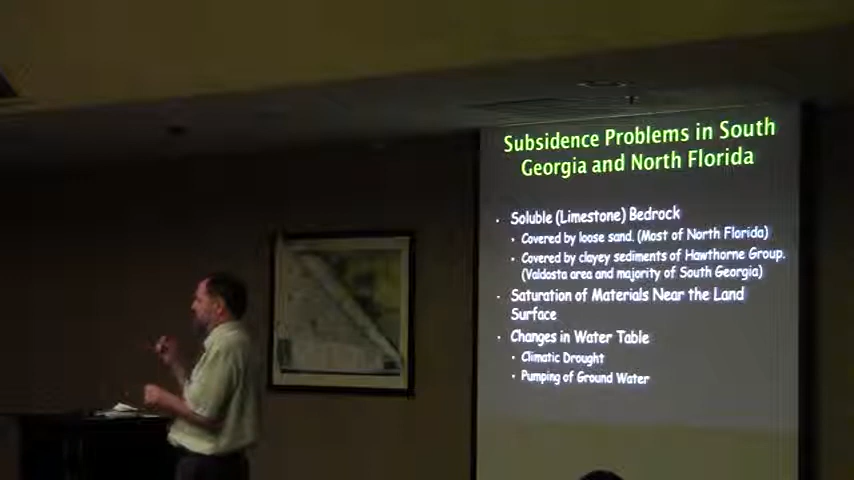 Subsidence Problems in South
Georgia and North Florida
• Soluble (Limestone) Bedrock
• Covered by loose sand. (Most of North Florida)
• Covered by clayey sediments of Hawthorne Group.
(Valdosta area and majority of South Georgia)
• Saturation of Materials Near the Land
Surface
• Changes in Water Table
• Climatic Drought
• Pumping of Ground Water